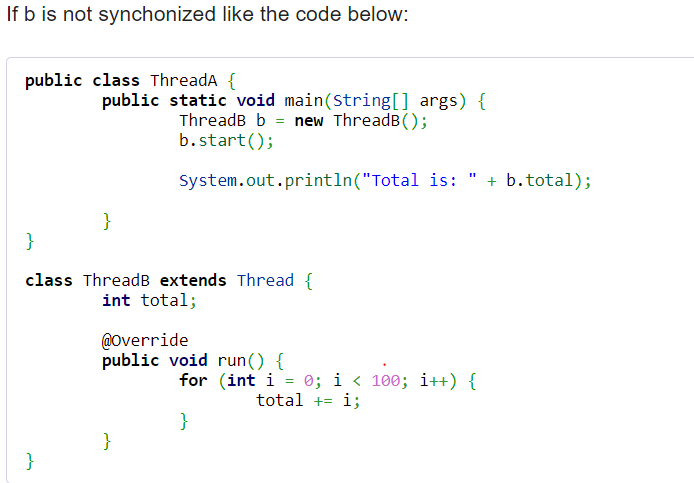 If b is not synchonized like the code below:
public class ThreadA {
public static void main(String[] args) {
ThreadB b = new ThreadB();
b.start();
System.out.println("Total is: " + b.total);
}
}
class ThreadB extends Thread {
int total;
@Override
public void run() {
for (int i = 0; i < 100; i++) {
total += i;
}
}
}